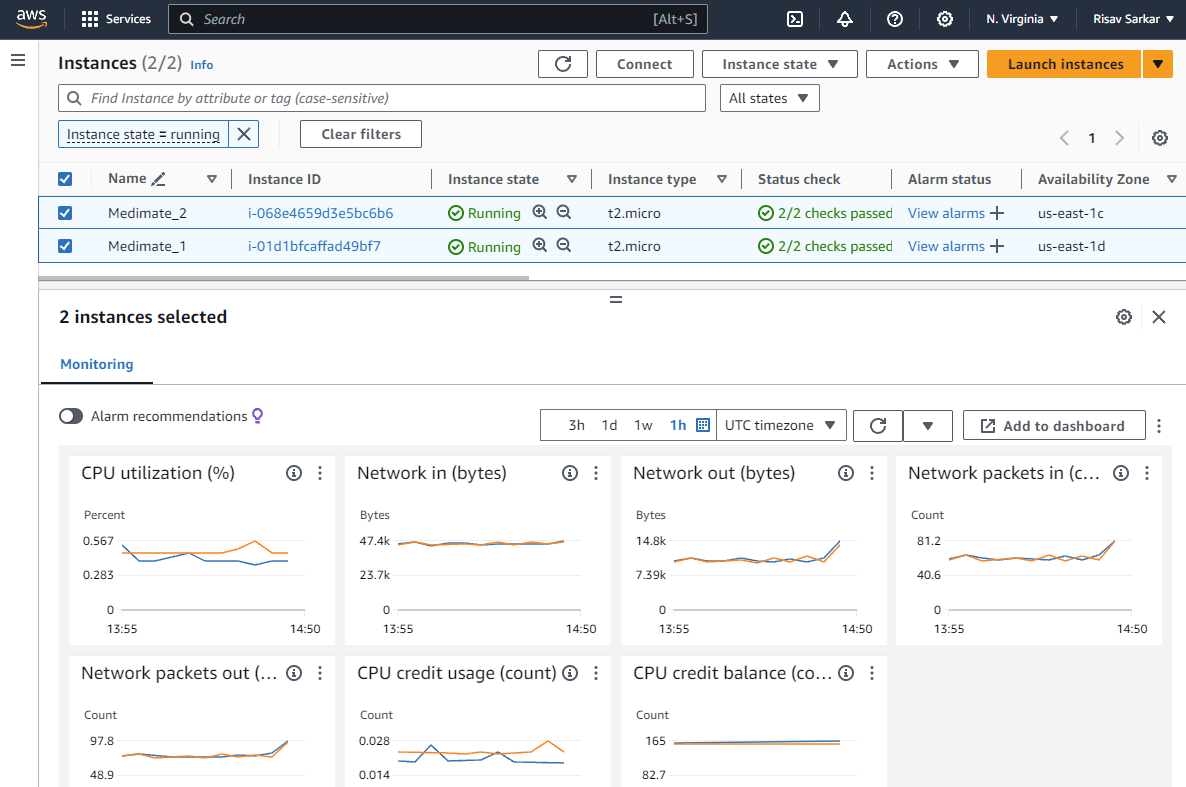 aws Services Search [Alt+S] N. Virginia Risav Sarkar
Instances (2/2) Info Connect Instance state Actions Launch instances
Find Instance by attribute or tag (case-sensitive) All states
Instance state = running Clear filters 1
Name Instance ID Instance state Instance type Status check Alarm status Availability Zone
Medimate_2 i-068e4659d3e5bc6b6 Running t2.micro 2/2 checks passed View alarms us-east-1c
Medimate_1 i-01d1bfcaffad49bf7 Running t2.micro 2/2 checks passed View alarms us-east-1d
2 instances selected
Monitoring
Alarm recommendations 3h 1d 1w 1h UTC timezone Add to dashboard
CPU utilization (%) Network in (bytes) Network out (bytes) Network packets in (c...
Percent Bytes Bytes Count
0.567 47.4k 14.8k 81.2
0.283 23.7k 7.39k 40.6
0 0 0 0
13:55 14:50 13:55 14:50 13:55 14:50 13:55 14:50
Network packets out (... CPU credit usage (count) CPU credit balance (co...
Count Count Count
97.8 0.028 165
48.9 0.014 82.7